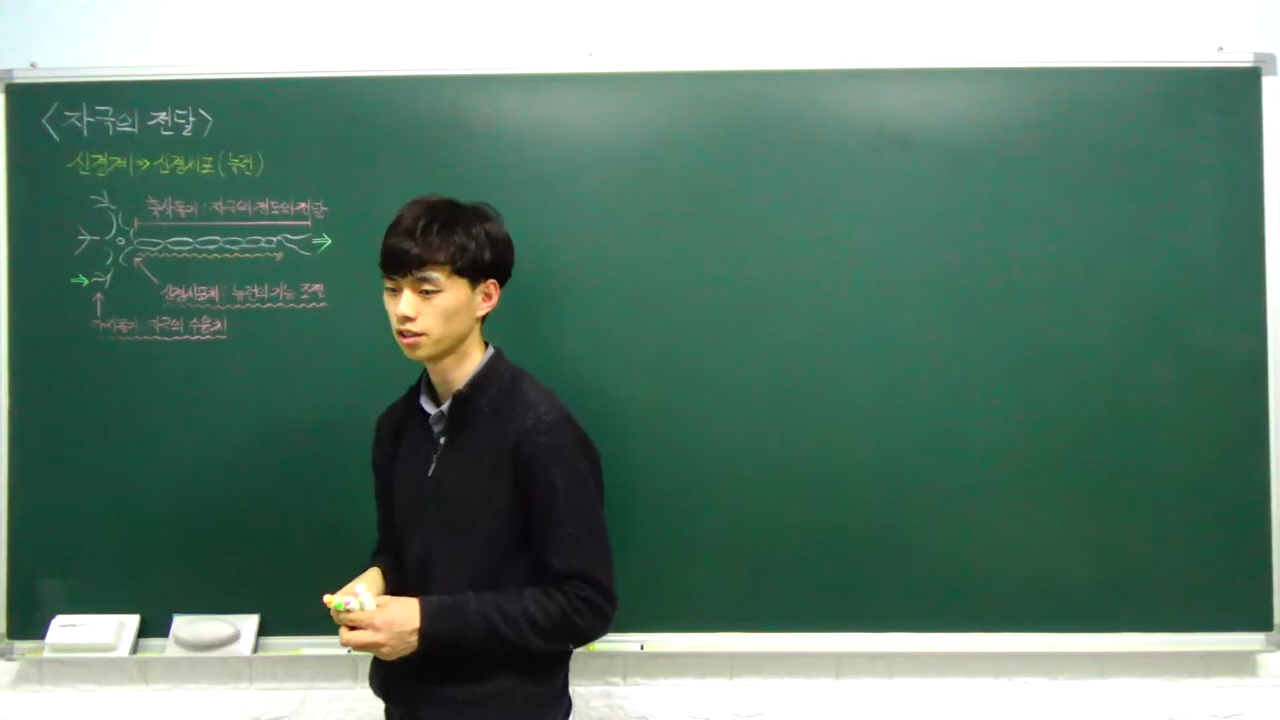 <자극의 전달>
신경계 → 신경세포(뉴런)
축삭돌기 : 자극의 전도와 전달
신경세포체 : 뉴런의 기능 조절
가지돌기 : 자극의 수용체